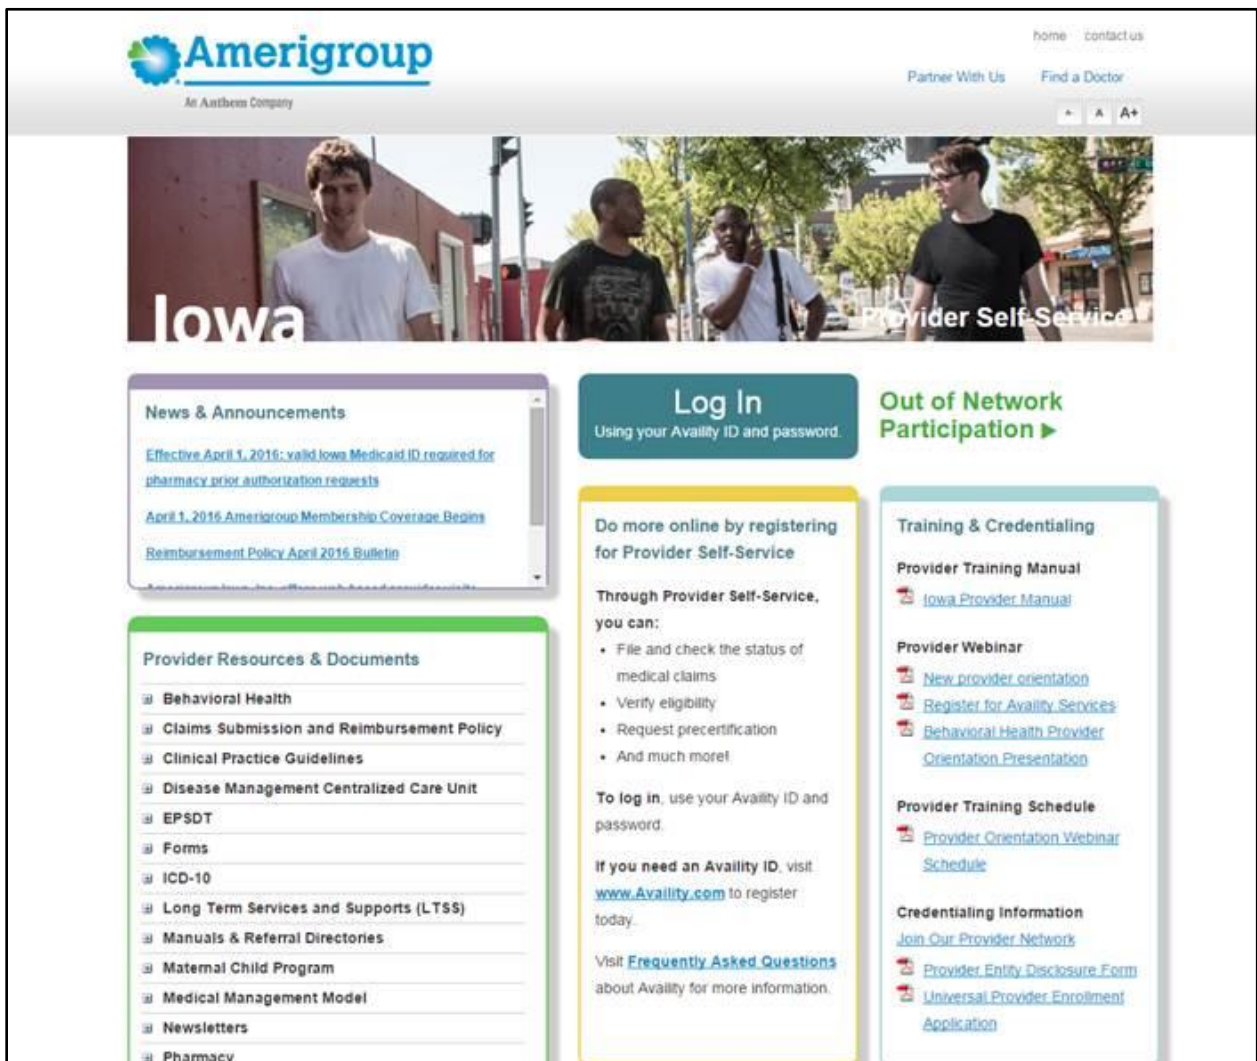 Amerigroup
An Anthem Company
home contact us
Partner With Us Find a Doctor
A- A A+
Iowa
Provider Self-Service
News & Announcements
Effective April 1, 2016: valid Iowa Medicaid ID required for
pharmacy prior authorization requests
April 1, 2016 Amerigroup Membership Coverage Begins
Reimbursement Policy April 2016 Bulletin
Provider Resources & Documents
Behavioral Health
Claims Submission and Reimbursement Policy
Clinical Practice Guidelines
Disease Management Centralized Care Unit
EPSDT
Forms
ICD-10
Long Term Services and Supports (LTSS)
Manuals & Referral Directories
Maternal Child Program
Medical Management Model
Newsletters
Pharmacy
Log In
Using your Availity ID and password.
Do more online by registering
for Provider Self-Service
Through Provider Self-Service,
you can:
• File and check the status of
medical claims
• Verify eligibility
• Request precertification
• And much more!
To log in, use your Availity ID and
password.
If you need an Availity ID, visit
www.Availity.com to register
today.
Visit Frequently Asked Questions
about Availity for more information.
Out of Network
Participation
Training & Credentialing
Provider Training Manual
Iowa Provider Manual
Provider Webinar
New provider orientation
Register for Availity Services
Behavioral Health Provider
Orientation Presentation
Provider Training Schedule
Provider Orientation Webinar
Schedule
Credentialing Information
Join Our Provider Network
Provider Entity Disclosure Form
Universal Provider Enrollment
Application